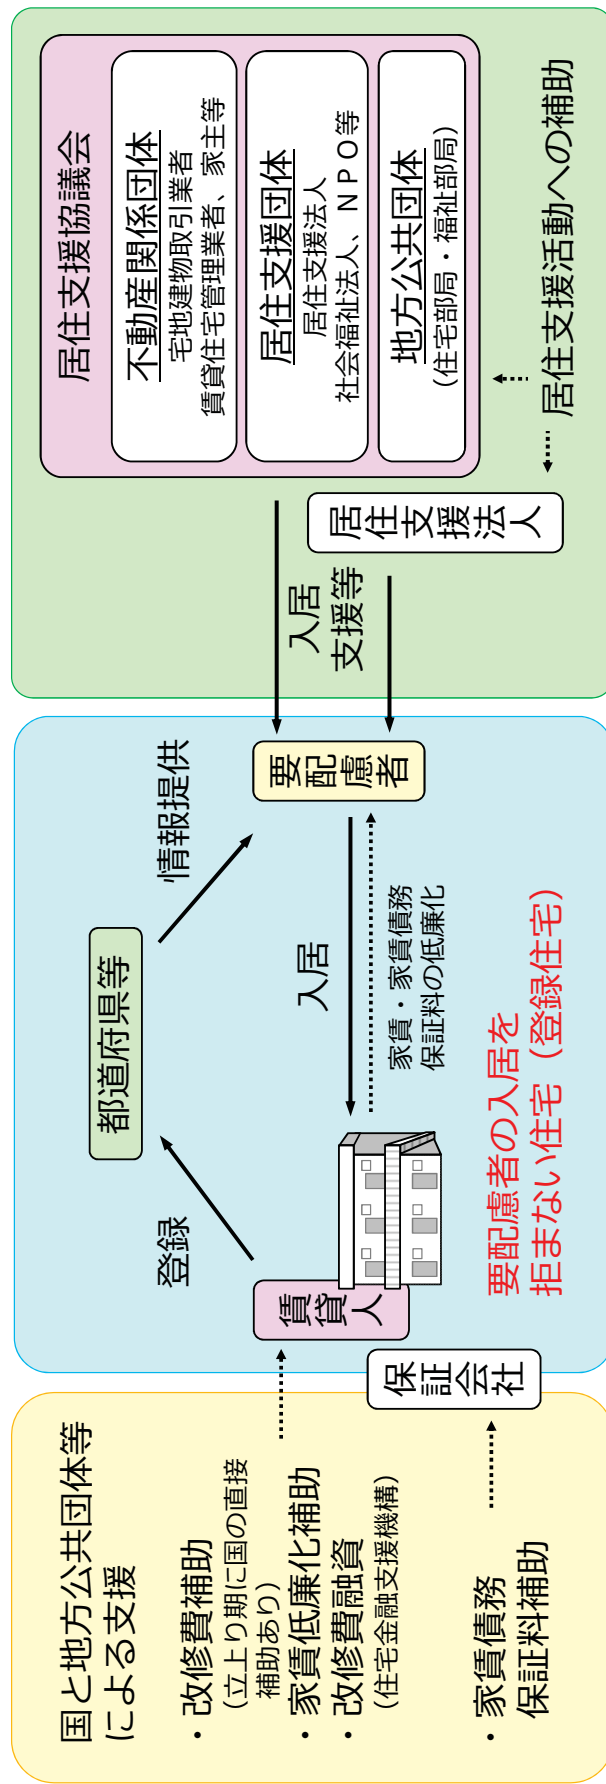 国と地方公共団体等
による支援
・改修費補助
（立上り期に国の直接
補助あり）
・家賃低廉化補助
・改修費融資
（住宅金融支援機構）
・家賃債務
保証料補助
保証会社
賃貸人
登録
都道府県等
情報提供
要配慮者
入居
家賃・家賃債務
保証料の低廉化
要配慮者の入居を
拒まない住宅（登録住宅）
入居
支援等
居住支援協議会
不動産関係団体
宅地建物取引業者
賃貸住宅管理業者、家主等
居住支援団体
居住支援法人
社会福祉法人、ＮＰＯ等
地方公共団体
（住宅部局・福祉部局）
居住支援法人
居住支援活動への補助